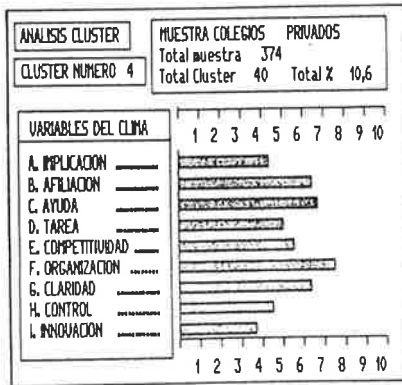 ANALISIS CLUSTER
CLUSTER NUMERO 4
MUESTRA COLEGIOS PRIVADOS
Total muestra 374
Total Cluster 40 Total % 10,6
VARIABLES DEL CLIMA
1 2 3 4 5 6 7 8 9 10
A. IMPLICACION
B. AFILIACION
C. AYUDA
D. TAREA
E. COMPETITIVIDAD
F. ORGANIZACION
G. CLARIDAD
H. CONTROL
I. INNOVACION
1 2 3 4 5 6 7 8 9 10